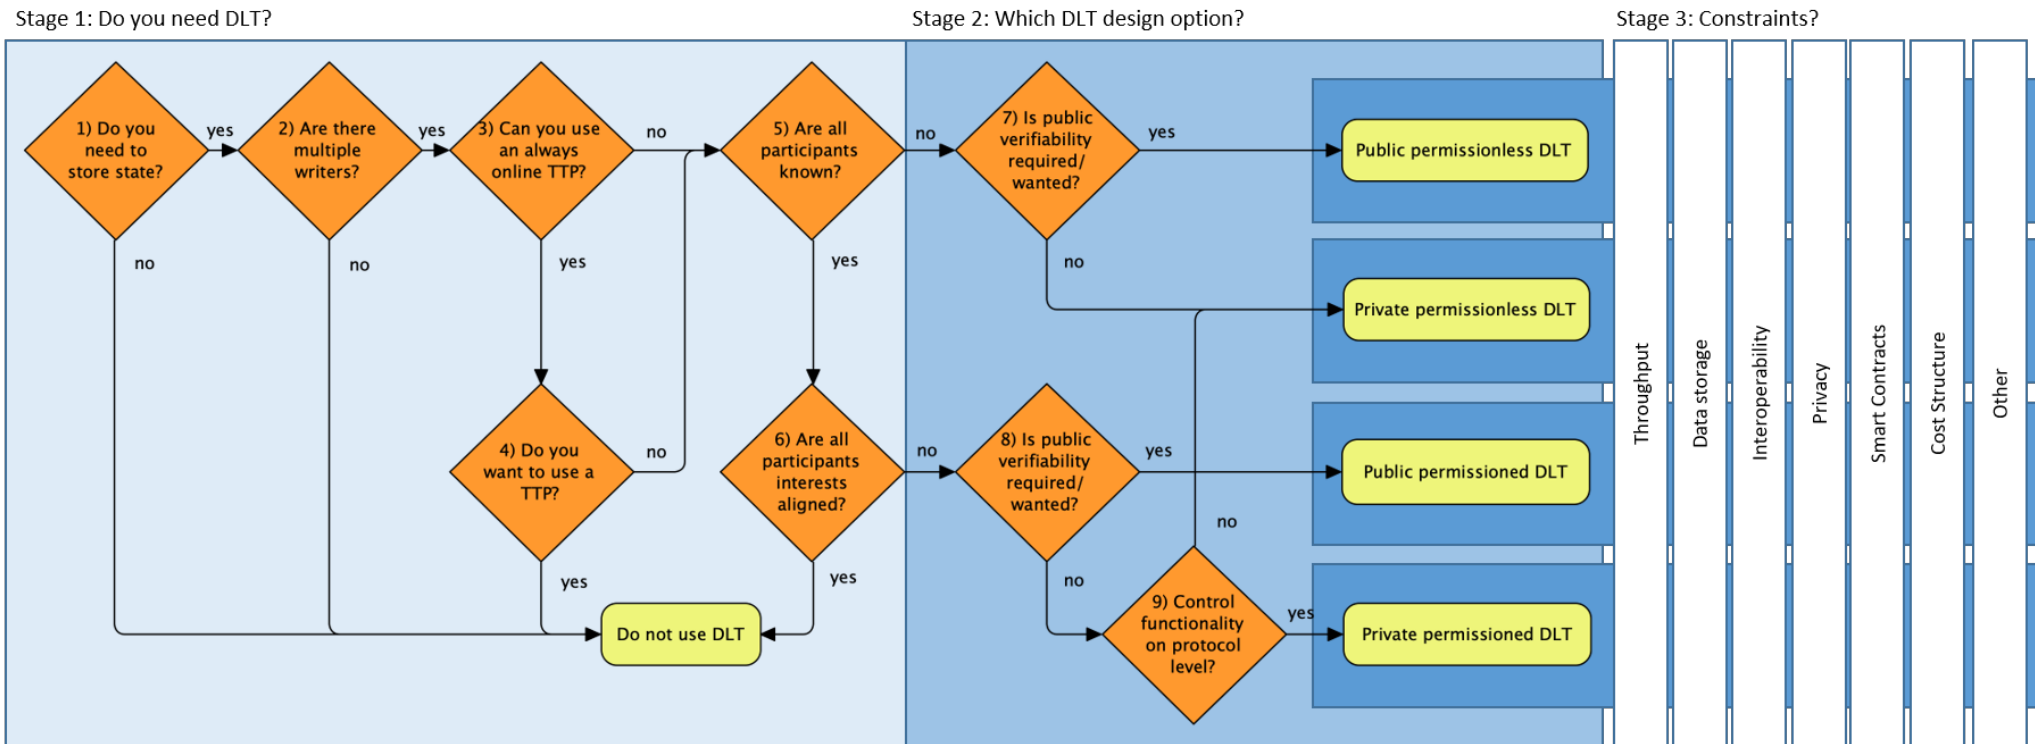 Stage 1: Do you need DLT?
Stage 2: Which DLT design option?
Stage 3: Constraints?
1) Do you
need to
store state?
yes
2) Are there
multiple
writers?
yes
3) Can you use
an always
online TTP?
no
5) Are all
participants
known?
no
7) Is public
verifiability
required/
wanted?
yes
Public permissionless DLT
no
no
yes
yes
no
Private permissionless DLT
4) Do you
want to use a
TTP?
no
6) Are all
participants
interests
aligned?
no
8) Is public
verifiability
required/
wanted?
yes
Public permissioned DLT
no
yes
yes
no
Do not use DLT
9) Control
functionality
on protocol
level?
yes
Private permissioned DLT
Throughput
Data storage
Interoperability
Privacy
Smart Contracts
Cost Structure
Other